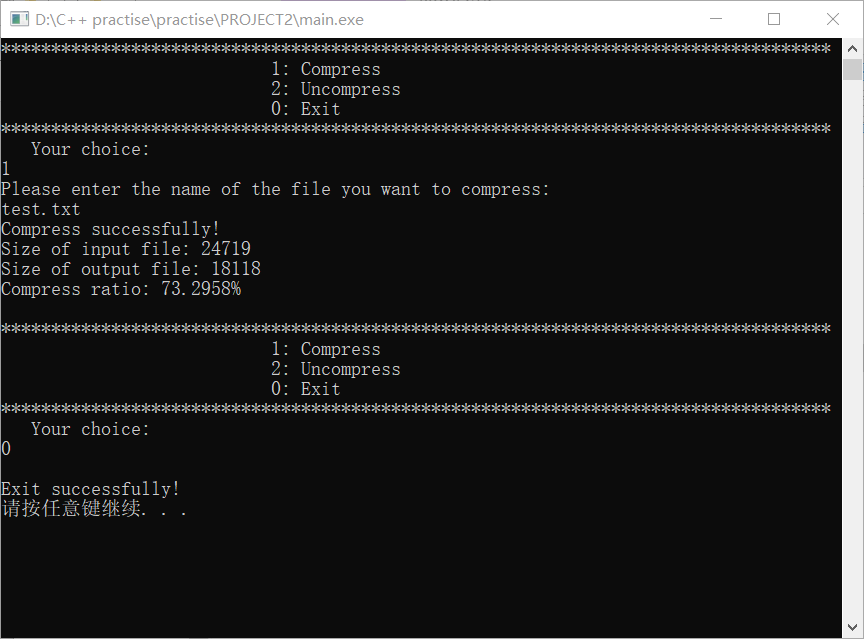 D:\C++ practise\practise\PROJECT2\main.exe
***********************************************************************************
1: Compress
2: Uncompress
0: Exit
***********************************************************************************
Your choice:
1
Please enter the name of the file you want to compress:
test.txt
Compress successfully!
Size of input file: 24719
Size of output file: 18118
Compress ratio: 73.2958%
***********************************************************************************
1: Compress
2: Uncompress
0: Exit
***********************************************************************************
Your choice:
0
Exit successfully!
请按任意键继续. . .